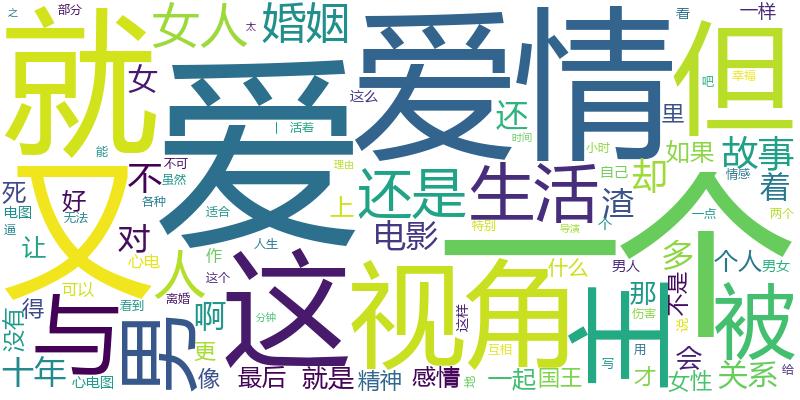 之
部分
女人
太
婚姻
爱情
看
一样
就
女
爱
这么
还
里
但
吧
幸福
丨
活着
时间
能
不
不可
理由
小时
如果
故事
死
虽然
自己
却
情感
着
又
好
各种
还是
生活
渣
电图
无法
适合
上
电影
特别
导演
个
一点
两个
逼
让
对
人生
一个
心电
人
作
这
视角
什么
男人
多
个人
男女
可以
这个
离婚
不是
那
被
得
与
看到
男
啊
这样
主
伤害
说
没有
分钟
更
互相
写
用
会
十年
心电图
像
最后
就是
精神
感情
一起
国王
才
女性
关系
给